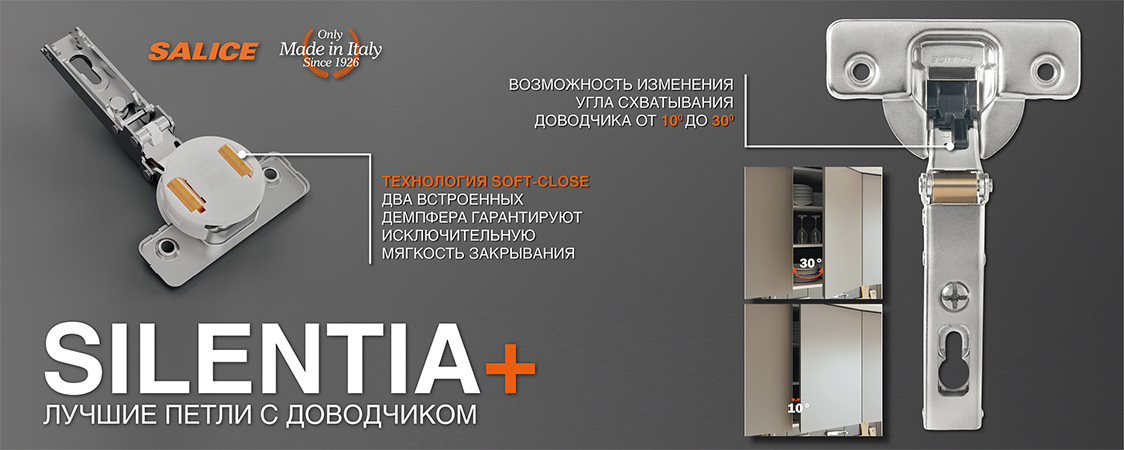 SALICE
Only
Made in Italy
Since 1926
ВОЗМОЖНОСТЬ ИЗМЕНЕНИЯ
УГЛА СХВАТЫВАНИЯ
ДОВОДЧИКА ОТ 10⁰ ДО 30⁰
ТЕХНОЛОГИЯ SOFT-CLOSE
ДВА ВСТРОЕННЫХ
ДЕМПФЕРА ГАРАНТИРУЮТ
ИСКЛЮЧИТЕЛЬНУЮ
МЯГКОСТЬ ЗАКРЫВАНИЯ
30°
10°
SILENTIA+
ЛУЧШИЕ ПЕТЛИ С ДОВОДЧИКОМ